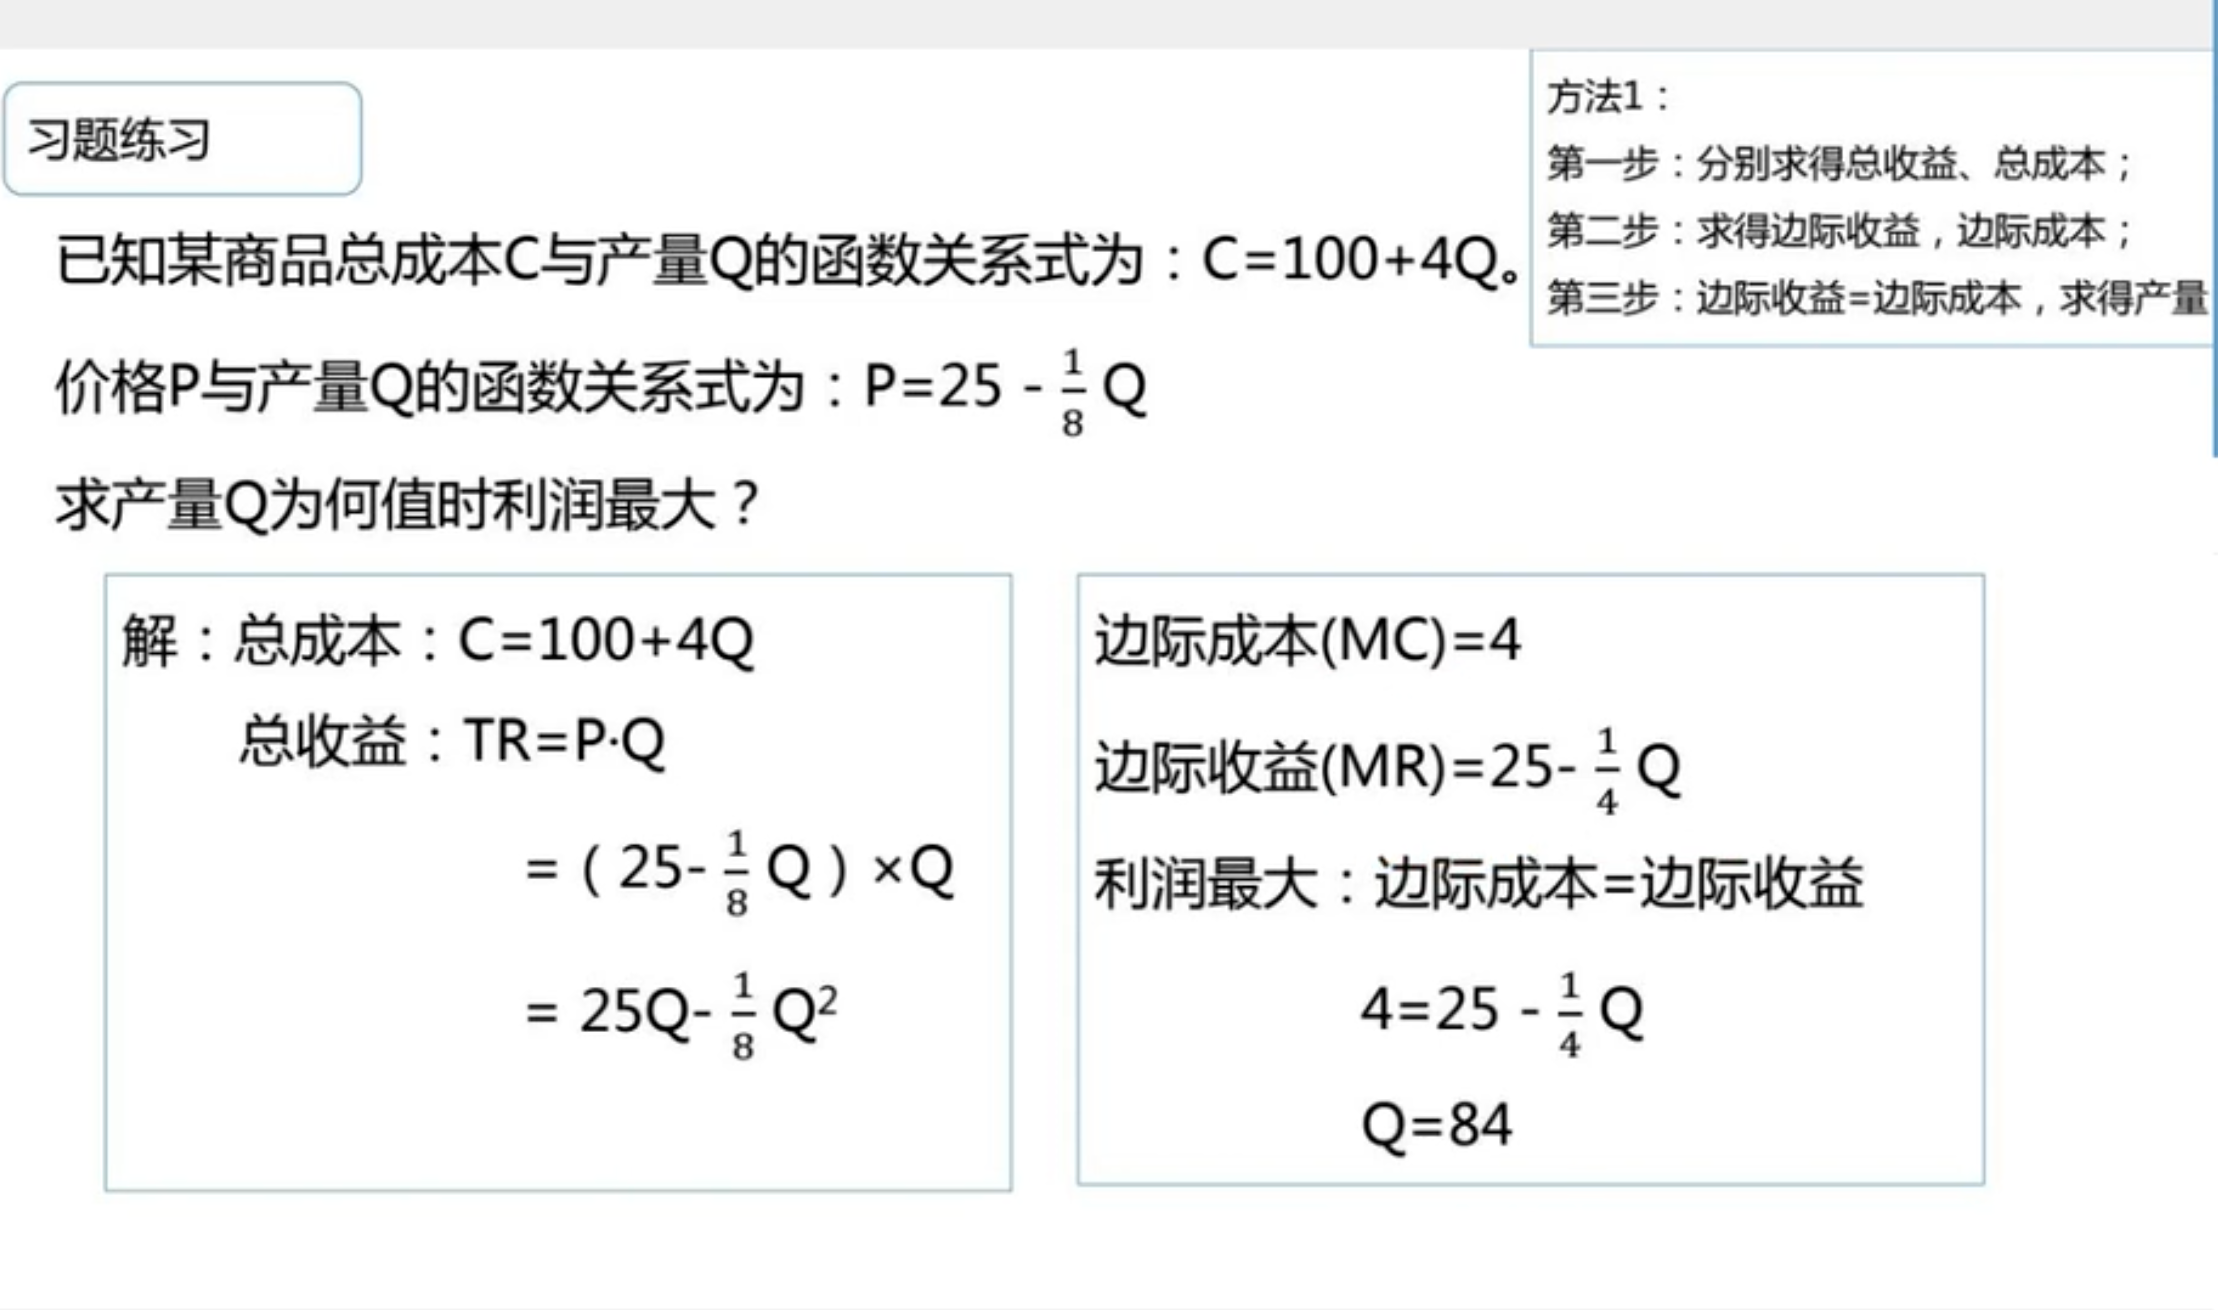 习题练习
方法1：
第一步：分别求得总收益、总成本；
第二步：求得边际收益，边际成本；
第三步：边际收益=边际成本，求得产量
已知某商品总成本C与产量Q的函数关系式为：C=100+4Q。
价格P与产量Q的函数关系式为：P=25 - 1/8 Q
求产量Q为何值时利润最大？
解：总成本：C=100+4Q
总收益：TR=P·Q
=（25- 1/8 Q）×Q
= 25Q- 1/8 Q²
边际成本(MC)=4
边际收益(MR)=25- 1/4 Q
利润最大：边际成本=边际收益
4=25 - 1/4 Q
Q=84